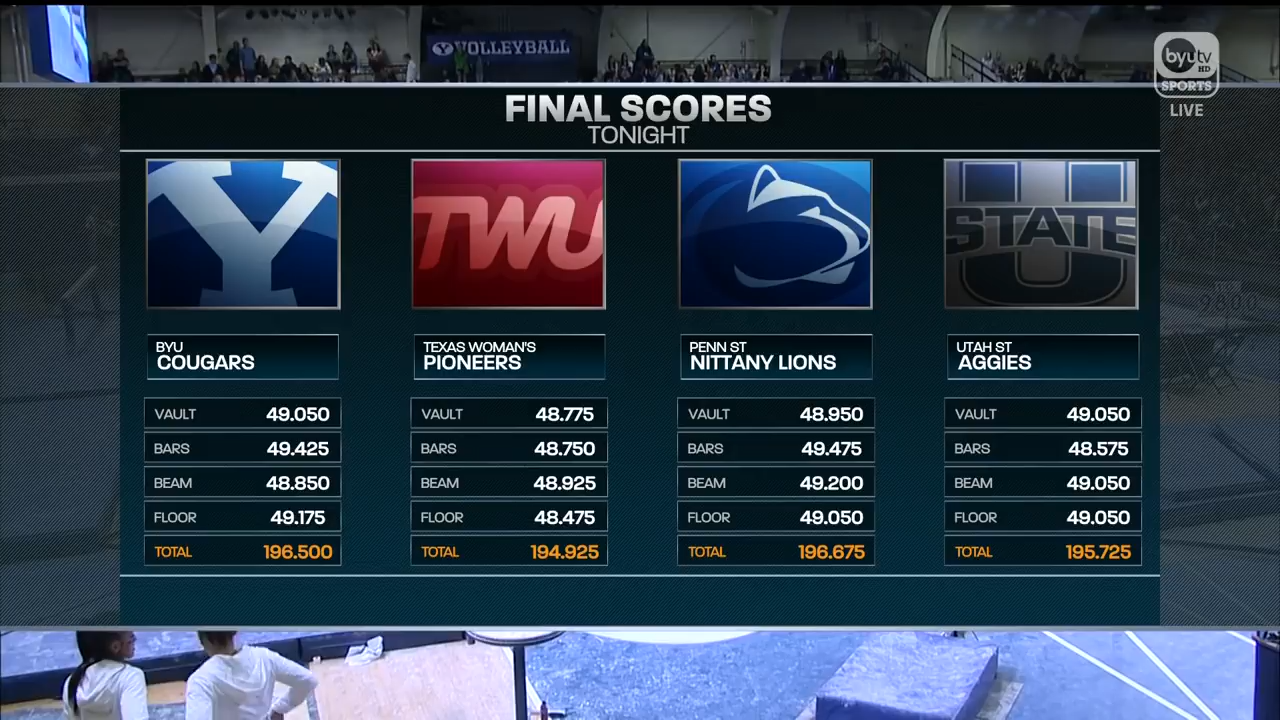 VOLLEYBALL
byutv
HD
SPORTS
LIVE
FINAL SCORES
TONIGHT
Y
TWU
U
STATE
BYU
COUGARS
TEXAS WOMAN'S
PIONEERS
PENN ST
NITTANY LIONS
UTAH ST
AGGIES
VAULT 49.050
BARS 49.425
BEAM 48.850
FLOOR 49.175
TOTAL 196.500
VAULT 48.775
BARS 48.750
BEAM 48.925
FLOOR 48.475
TOTAL 194.925
VAULT 48.950
BARS 49.475
BEAM 49.200
FLOOR 49.050
TOTAL 196.675
VAULT 49.050
BARS 48.575
BEAM 49.050
FLOOR 49.050
TOTAL 195.725